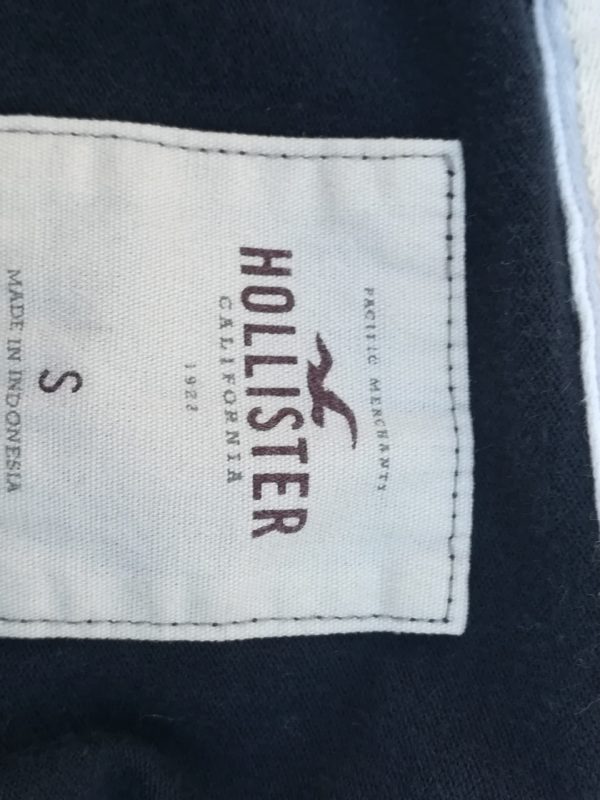 PACIFIC MERCHANTS
HOLLISTER
CALIFORNIA
1922
S
MADE IN INDONESIA